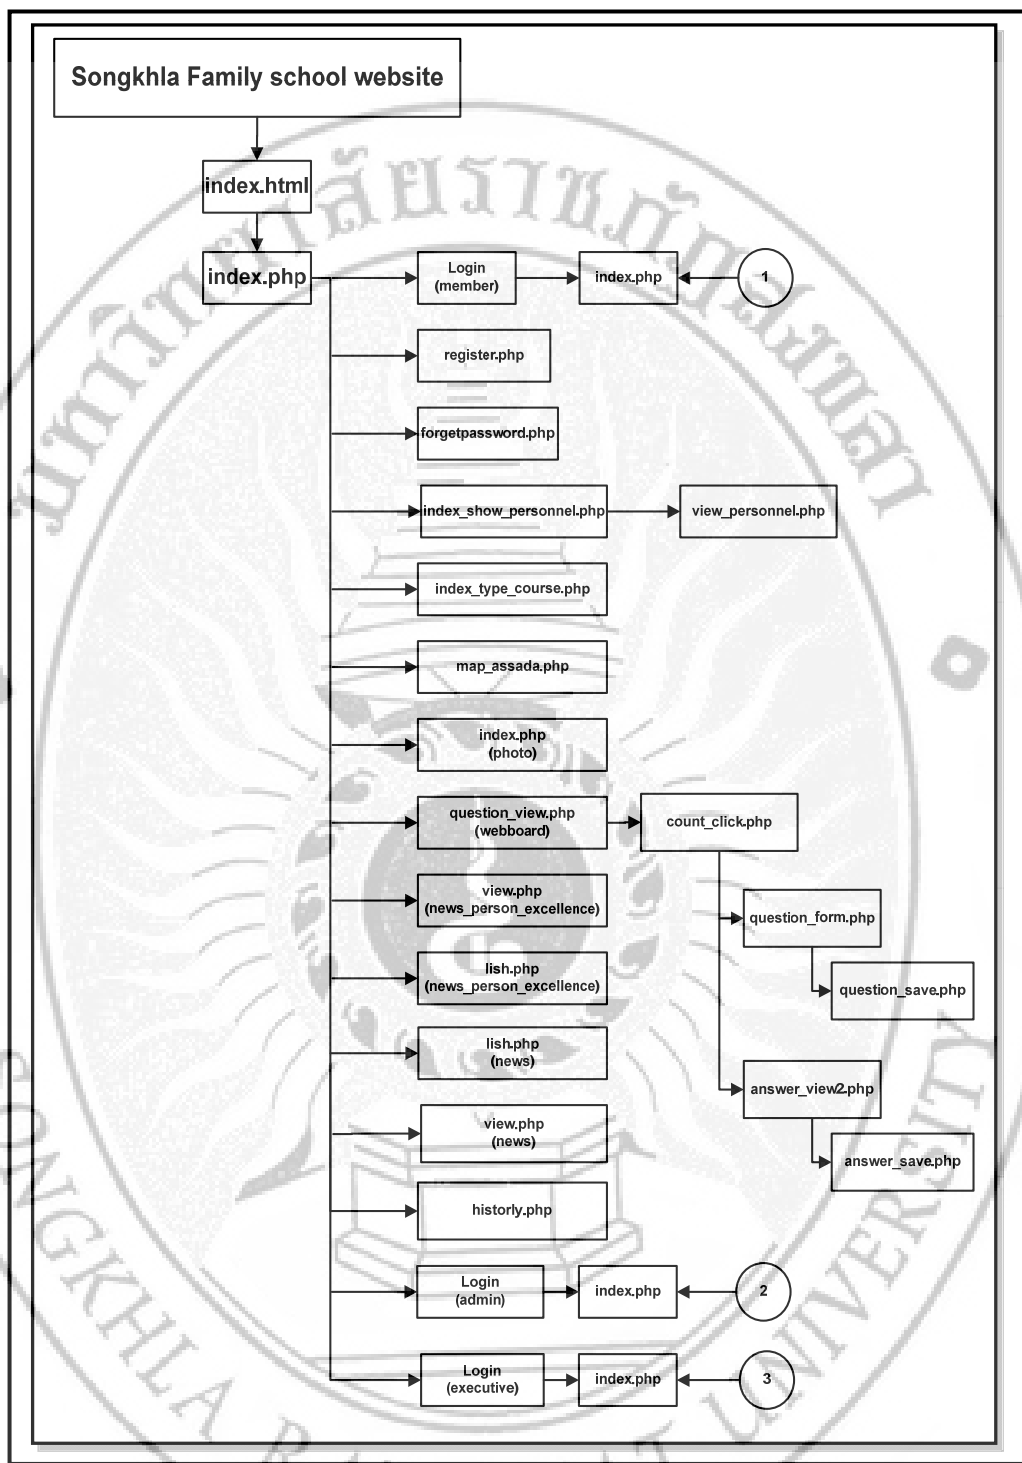 Songkhla Family school website
index.html
index.php
Login
(member)
index.php
1
register.php
forgetpassword.php
index_show_personnel.php
view_personnel.php
index_type_course.php
map_assada.php
index.php
(photo)
question_view.php
(webboard)
count_click.php
view.php
(news_person_excellence)
question_form.php
lish.php
(news_person_excellence)
question_save.php
lish.php
(news)
answer_view2.php
view.php
(news)
answer_save.php
historly.php
Login
(admin)
index.php
2
Login
(executive)
index.php
3